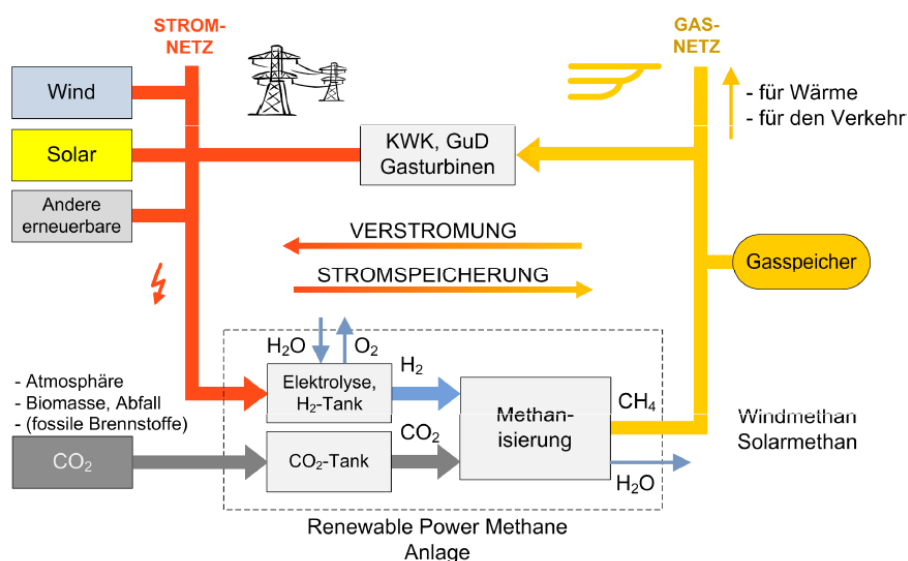 STROM-
NETZ
GAS-
NETZ
Wind
- für Wärme
- für den Verkehr
Solar
KWK, GuD
Gasturbinen
Andere
erneuerbare
VERSTROMUNG
Gasspeicher
STROMSPEICHERUNG
H2O
O2
- Atmosphäre
- Biomasse, Abfall
- (fossile Brennstoffe)
Elektrolyse,
H2-Tank
H2
Methan-
isierung
CH4
Windmethan
Solarmethan
CO2
CO2-Tank
CO2
H2O
Renewable Power Methane
Anlage